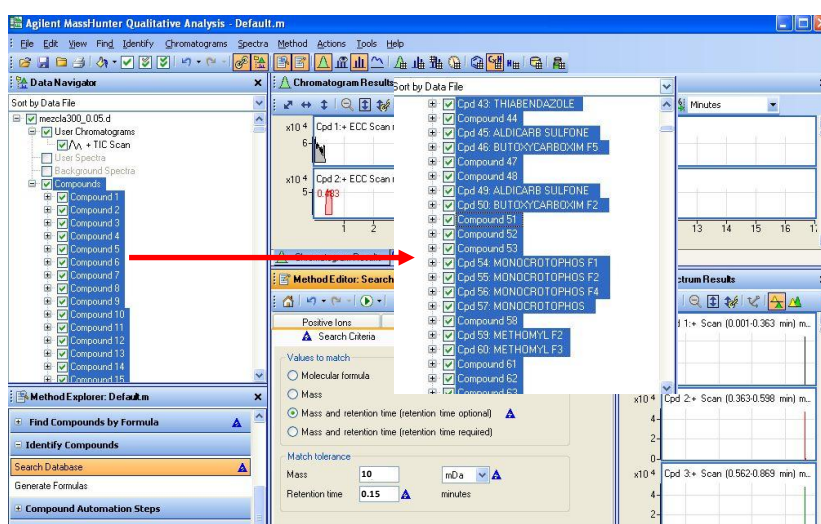 Agilent MassHunter Qualitative Analysis - Default.m
File Edit View Find Identify Chromatograms Spectra Method Actions Tools Help
Data Navigator
Sort by Data File
mezcla300_0.05.d
User Chromatograms
+ TIC Scan
User Spectra
Background Spectra
Compounds
Compound 1
Compound 2
Compound 3
Compound 4
Compound 5
Compound 6
Compound 7
Compound 8
Compound 9
Compound 10
Compound 11
Compound 12
Compound 13
Compound 14
Compound 15
Method Explorer: Default.m
Find Compounds by Formula
Identify Compounds
Search Database
Generate Formulas
Compound Automation Steps
Chromatogram Results
x10 4 Cpd 1:+ ECC Scan
6-
x10 4 Cpd 2:+ ECC Scan
5- 0.483
1 2
Sort by Data File
Cpd 43: THIABENDAZOLE
Compound 44
Cpd 45: ALDICARB SULFONE
Cpd 46: BUTOXYCARBOXIM F5
Compound 47
Compound 48
Cpd 49: ALDICARB SULFONE
Cpd 50: BUTOXYCARBOXIM F2
Compound 51
Compound 52
Compound 53
Cpd 54: MONOCROTOPHOS F1
Cpd 55: MONOCROTOPHOS F2
Cpd 56: MONOCROTOPHOS F4
Cpd 57: MONOCROTOPHOS
Compound 58
Cpd 59: METHOMYL F2
Cpd 60: METHOMYL F3
Compound 61
Compound 62
Compound 63
Minutes
13 14 15 16
Chromatogram Results
Method Editor: Search
Positive Ions
Search Criteria
Values to match
Molecular formula
Mass
Mass and retention time (retention time optional)
Mass and retention time (retention time required)
Match tolerance
Mass 10 mDa
Retention time 0.15 minutes
ctrum Results
1:+ Scan (0.001-0.363 min) m...
x10 4 Cpd 2:+ Scan (0.363-0.598 min) m...
4-
2-
0-
x10 4 Cpd 3:+ Scan (0.562-0.869 min) m...
4-
2-